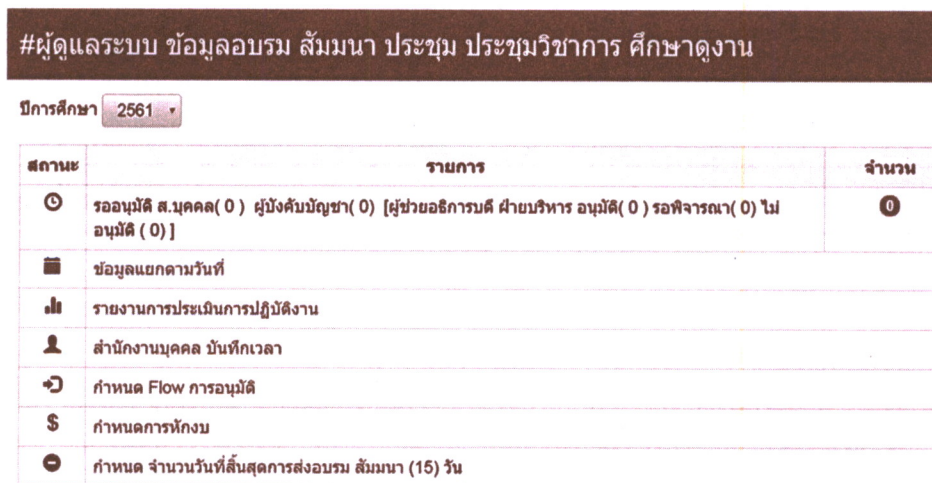 #ผู้ดูแลระบบ ข้อมูลอบรม สัมมนา ประชุม ประชุมวิชาการ ศึกษาดูงาน
ปีการศึกษา 2561
สถานะ รายการ จำนวน
รออนุมัติ ส.บุคคล( 0 ) ผู้บังคับบัญชา( 0) [ผู้ช่วยอธิการบดี ฝ่ายบริหาร อนุมัติ( 0 ) รอพิจารณา( 0) ไม่ 0
อนุมัติ ( 0) ]
ข้อมูลแยกตามวันที่
รายงานการประเมินการปฏิบัติงาน
สำนักงานบุคคล บันทึกเวลา
กำหนด Flow การอนุมัติ
$ กำหนดการหักงบ
กำหนด จำนวนวันที่สิ้นสุดการส่งอบรม สัมมนา (15) วัน